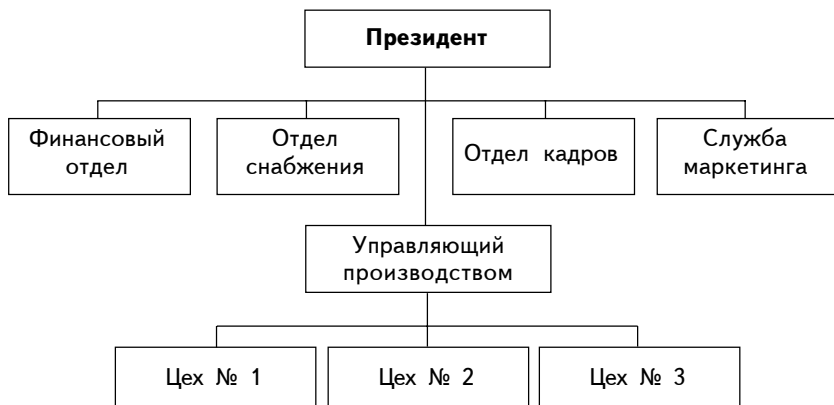 Президент
Финансовый
отдел
Отдел
снабжения
Отдел кадров
Служба
маркетинга
Управляющий
производством
Цех № 1
Цех № 2
Цех № 3